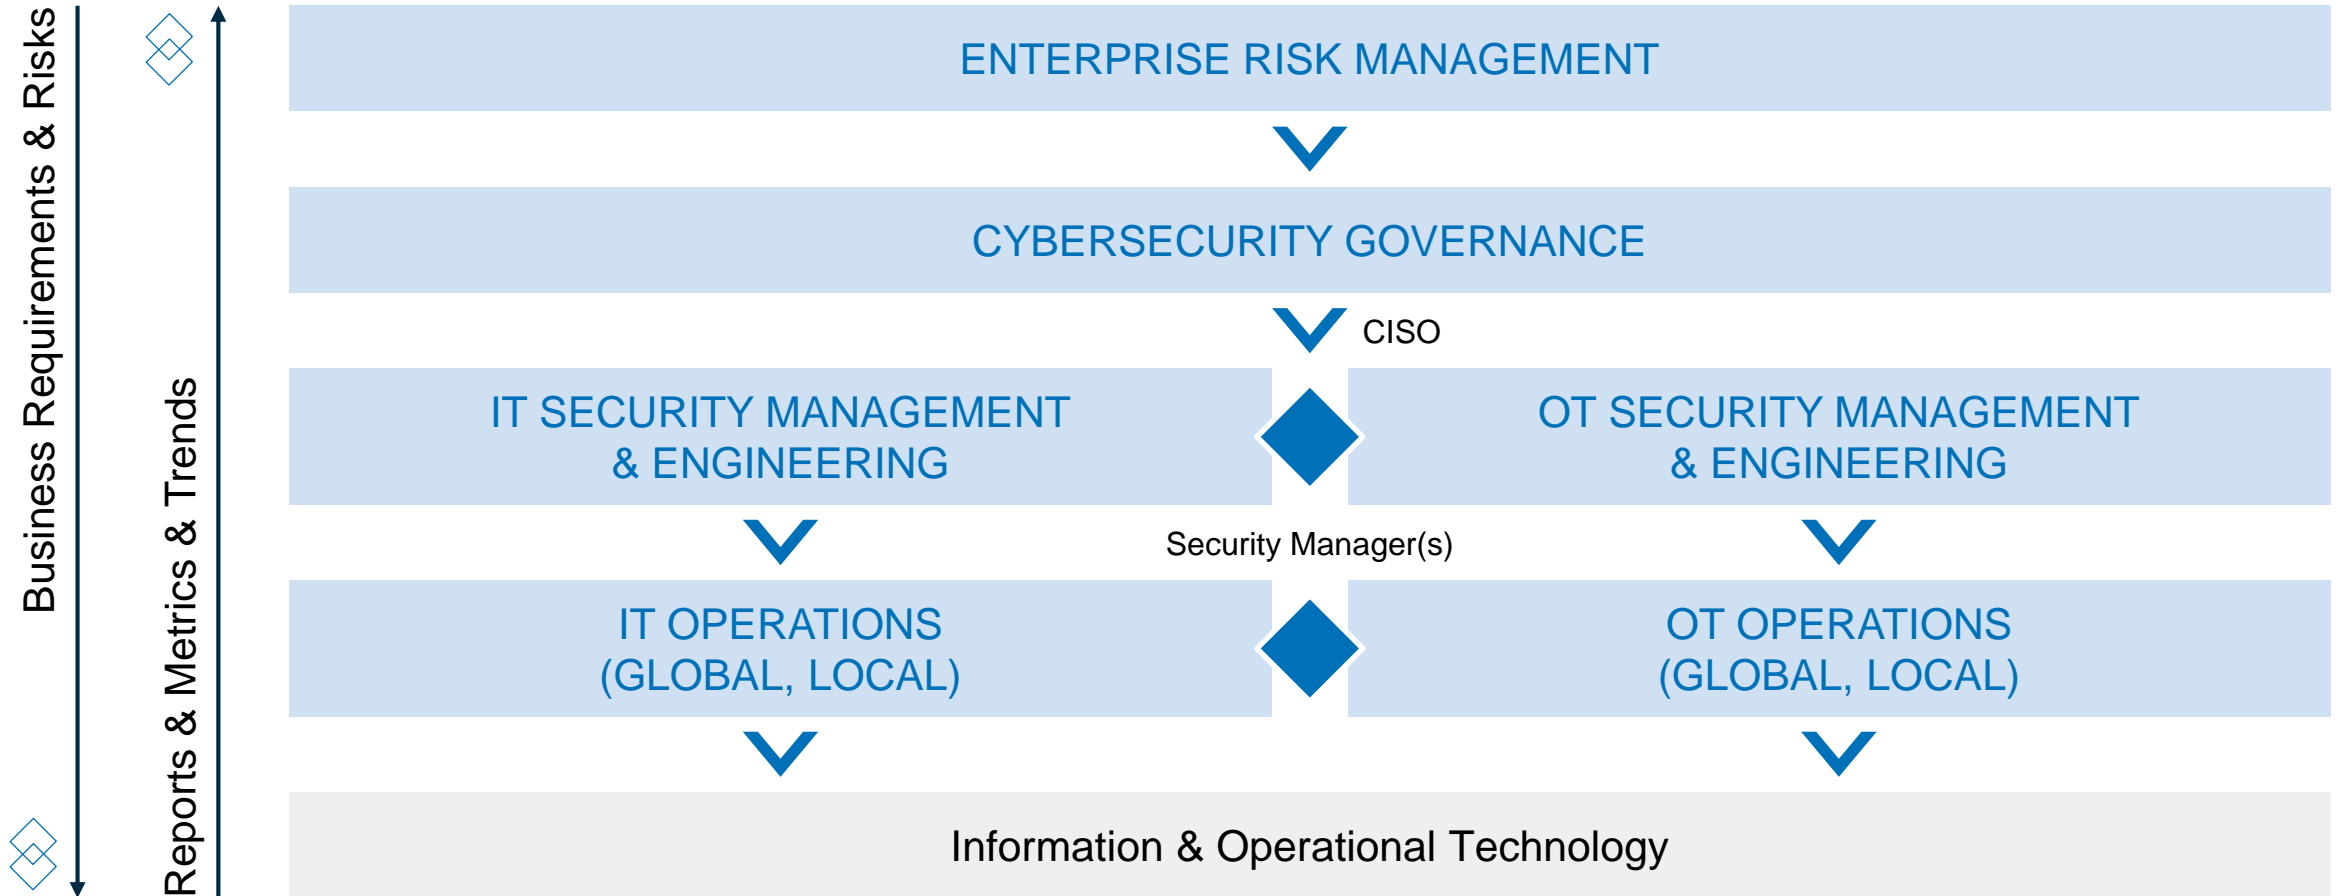 Business Requirements & Risks
Reports & Metrics & Trends
ENTERPRISE RISK MANAGEMENT
CYBERSECURITY GOVERNANCE
CISO
IT SECURITY MANAGEMENT
& ENGINEERING
OT SECURITY MANAGEMENT
& ENGINEERING
Security Manager(s)
IT OPERATIONS
(GLOBAL, LOCAL)
OT OPERATIONS
(GLOBAL, LOCAL)
Information & Operational Technology